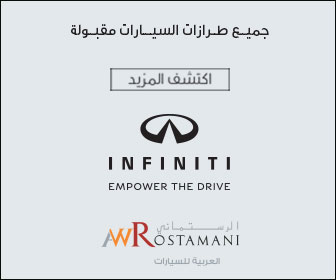 جميع طرازات السيارات مقبولة
اكتشف المزيد
INFINITI
EMPOWER THE DRIVE
الرستماني
AWROSTAMANI
العربية للسيارات